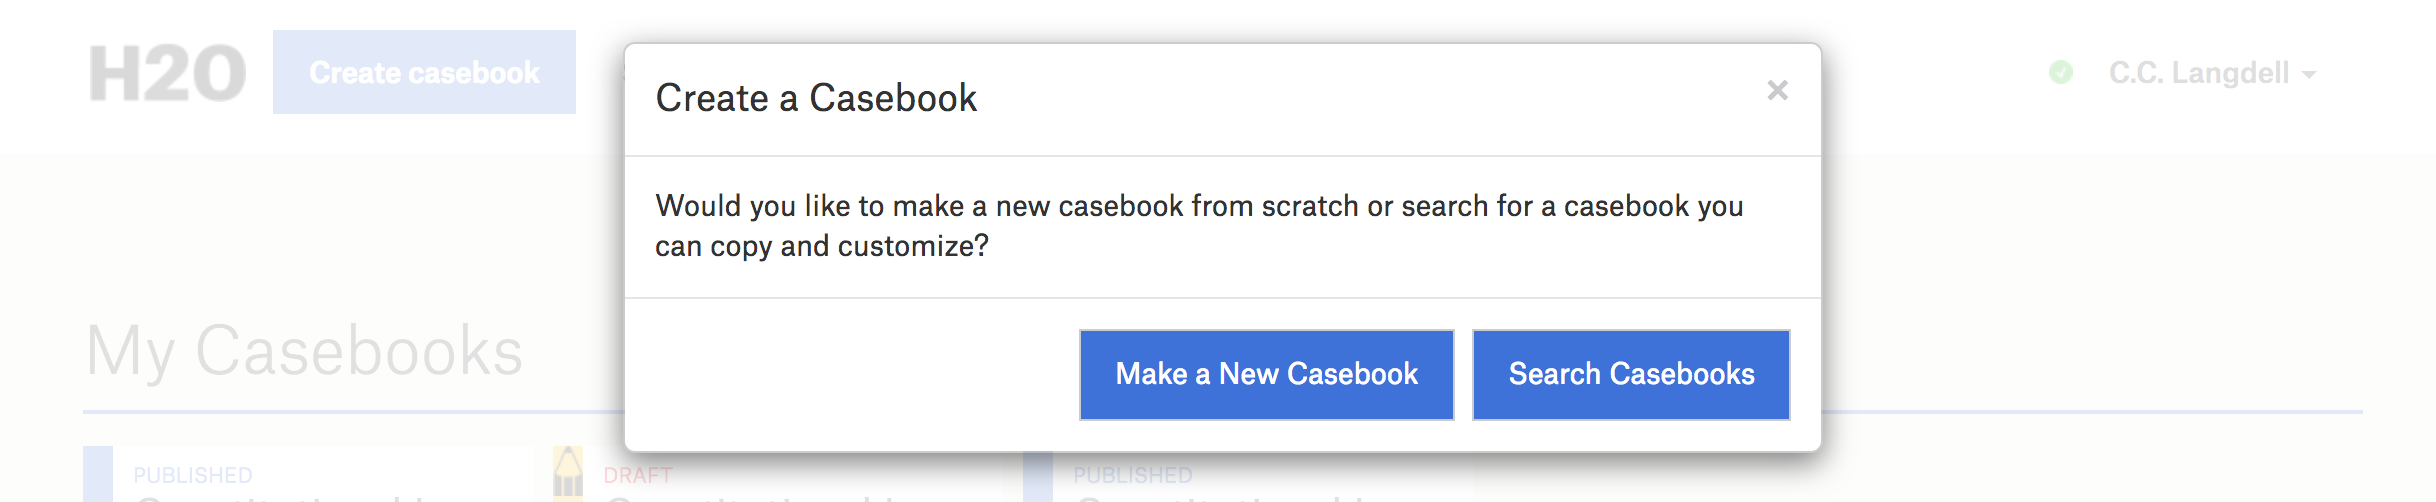 H2O
Create casebook
C.C. Langdell
Create a Casebook
×
Would you like to make a new casebook from scratch or search for a casebook you
can copy and customize?
Make a New Casebook
Search Casebooks
My Casebooks
PUBLISHED
DRAFT
PUBLISHED